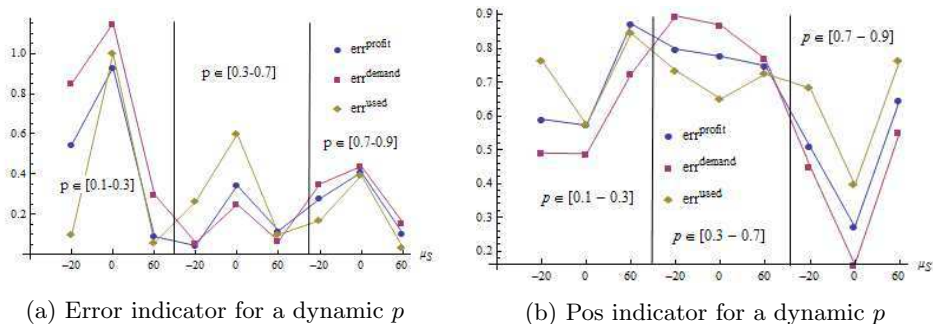 1.0
0.8
0.6
0.4
0.2
p ∈ [0.1-0.3]
p ∈ [0.3-0.7]
p ∈ [0.7-0.9]
err^profit
err^demand
err^used
-20 0 60 -20 0 60 -20 0 60 μ_S
(a) Error indicator for a dynamic p
0.9
0.8
0.7
0.6
0.5
0.4
0.3
0.2
p ∈ [0.7 – 0.9]
err^profit
err^demand
err^used
p ∈ [0.1 – 0.3]
p ∈ [0.3 – 0.7]
-20 0 60 -20 0 60 -20 0 60 μ_S
(b) Pos indicator for a dynamic p